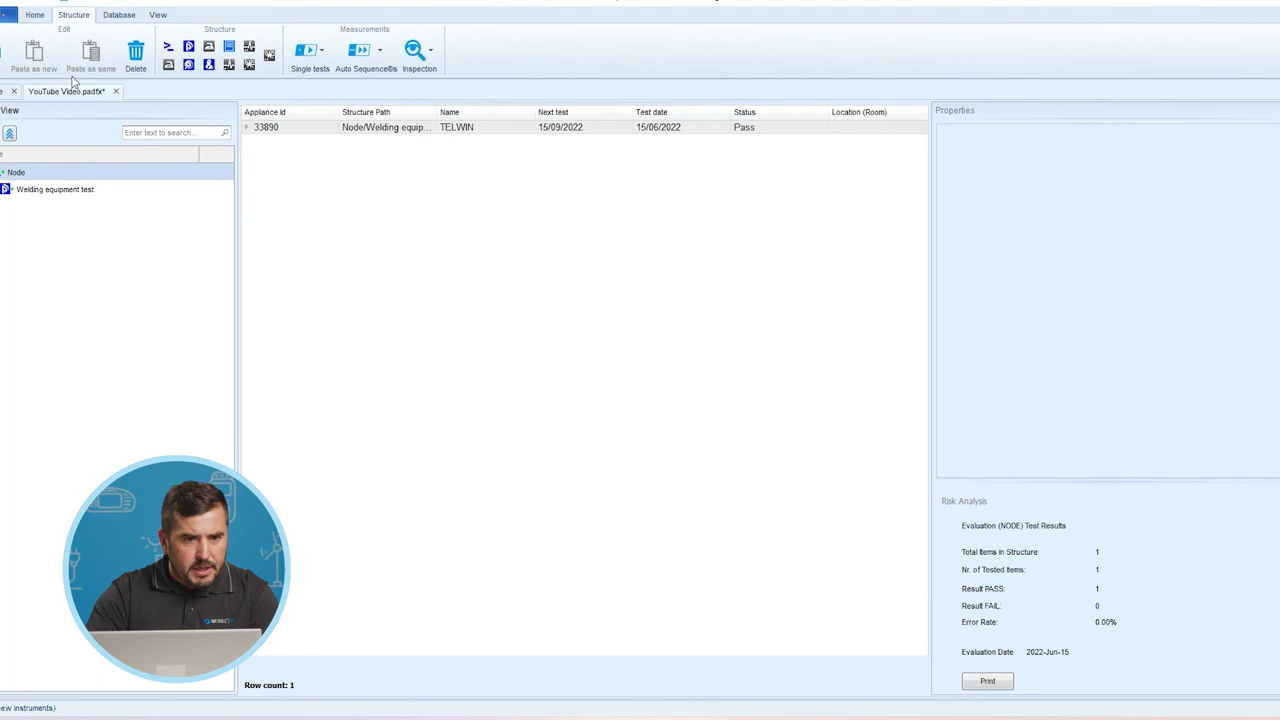 Home Structure Database View
Edit Structure Measurements
Paste as new Paste as same Delete Single tests Auto Sequence®s Inspection
YouTube Video.padfx*
View
Enter text to search...
Node
Welding equipment test
Appliance Id Structure Path Name Next test Test date Status Location (Room)
33890 Node/Welding equip... TELWIN 15/09/2022 15/06/2022 Pass
Row count: 1
Properties
Risk Analysis
Evaluation (NODE) Test Results
Total Items in Structure: 1
Nr. of Tested Items: 1
Result PASS: 1
Result FAIL: 0
Error Rate: 0.00%
Evaluation Date 2022-Jun-15
Print
ew instruments)